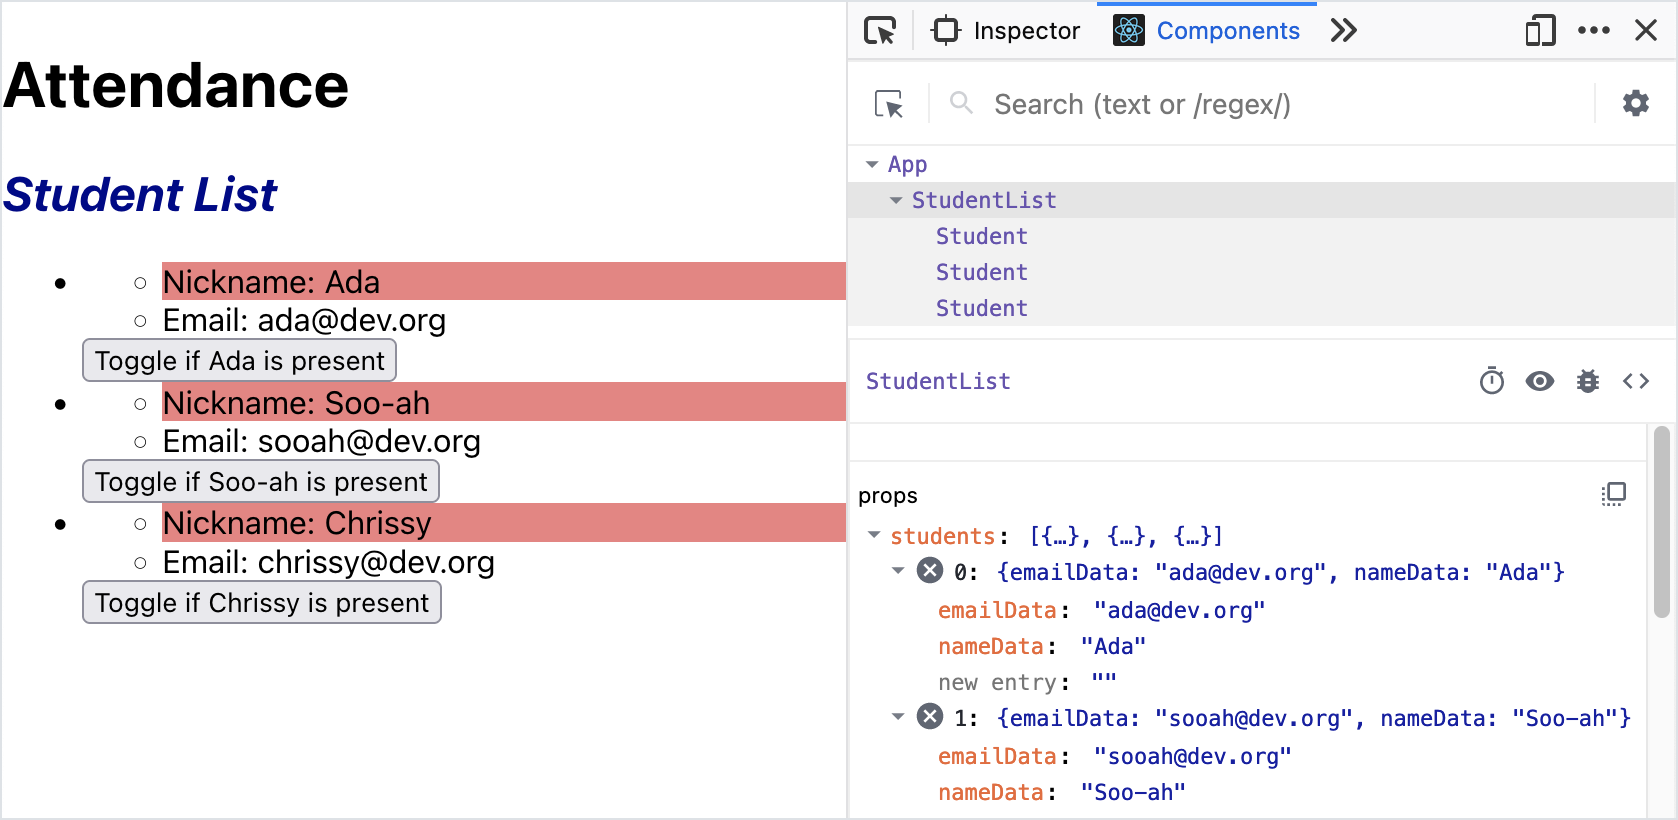 Attendance
Student List
Nickname: Ada
Email: ada@dev.org
Toggle if Ada is present
Nickname: Soo-ah
Email: sooah@dev.org
Toggle if Soo-ah is present
Nickname: Chrissy
Email: chrissy@dev.org
Toggle if Chrissy is present
Inspector
Components
Search (text or /regex/)
App
StudentList
Student
Student
Student
StudentList
props
students: [{…}, {…}, {…}]
0: {emailData: "ada@dev.org", nameData: "Ada"}
emailData: "ada@dev.org"
nameData: "Ada"
new entry: ""
1: {emailData: "sooah@dev.org", nameData: "Soo-ah"}
emailData: "sooah@dev.org"
nameData: "Soo-ah"